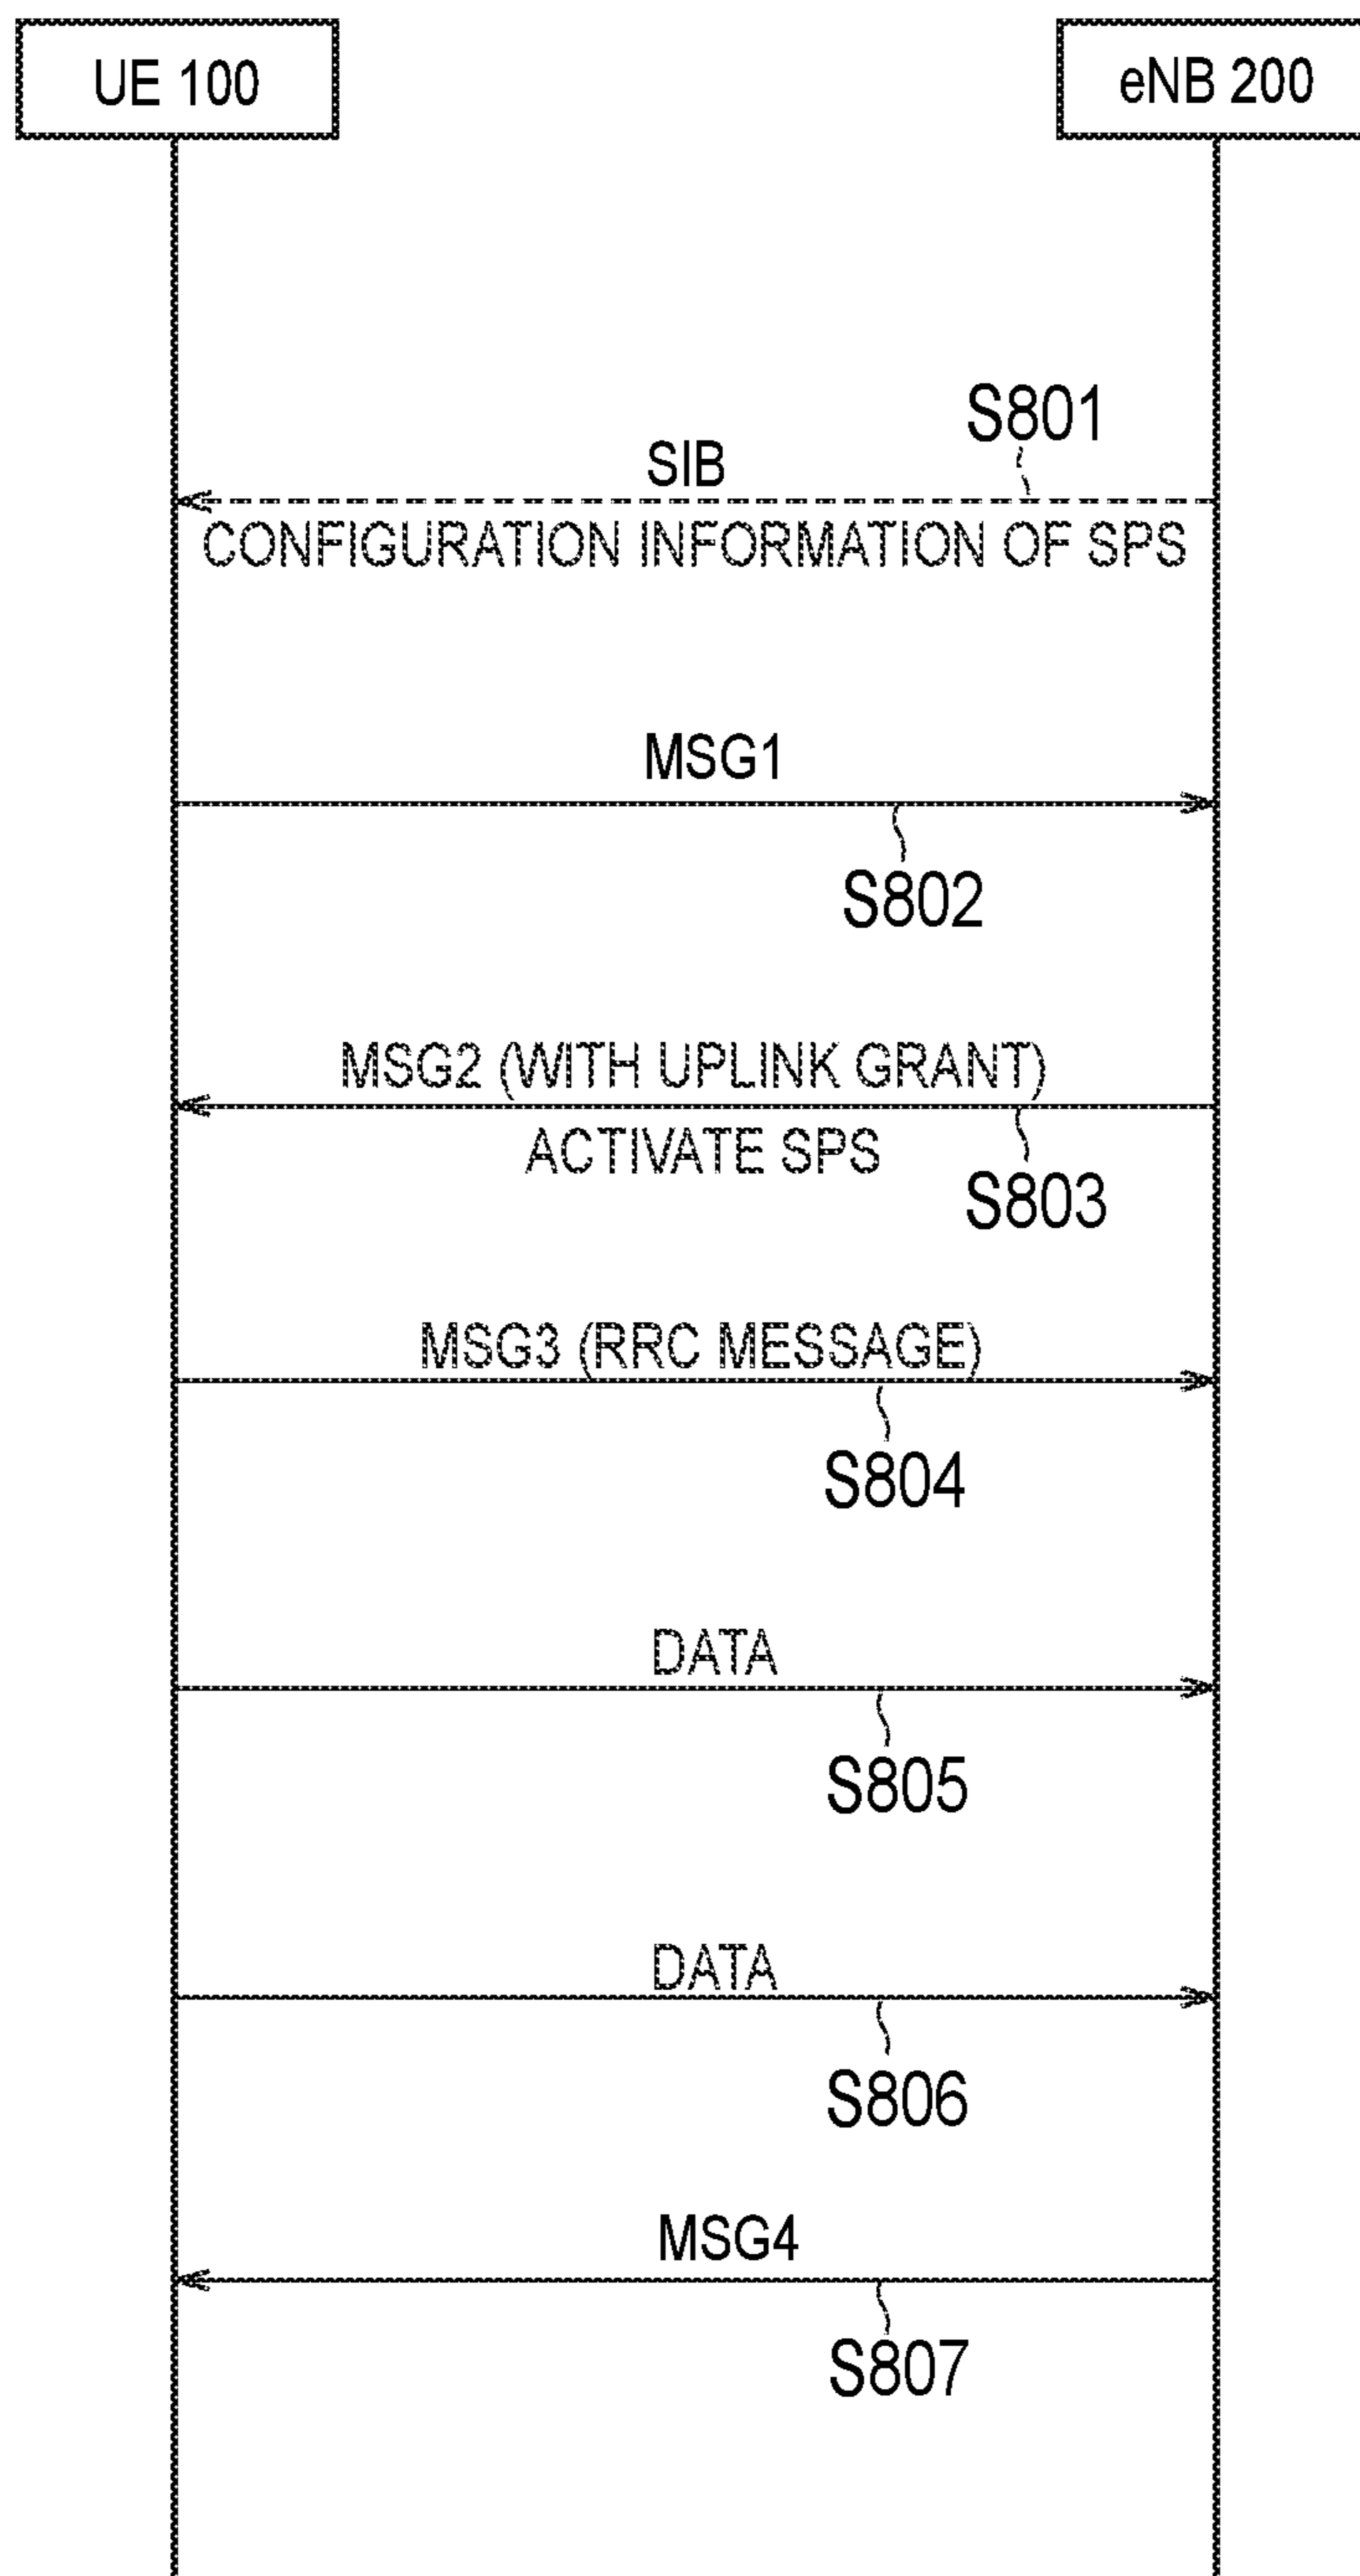 UE 100
eNB 200
S801
SIB
CONFIGURATION INFORMATION OF SPS
MSG1
S802
MSG2 (WITH UPLINK GRANT)
ACTIVATE SPS
S803
MSG3 (RRC MESSAGE)
S804
DATA
S805
DATA
S806
MSG4
S807